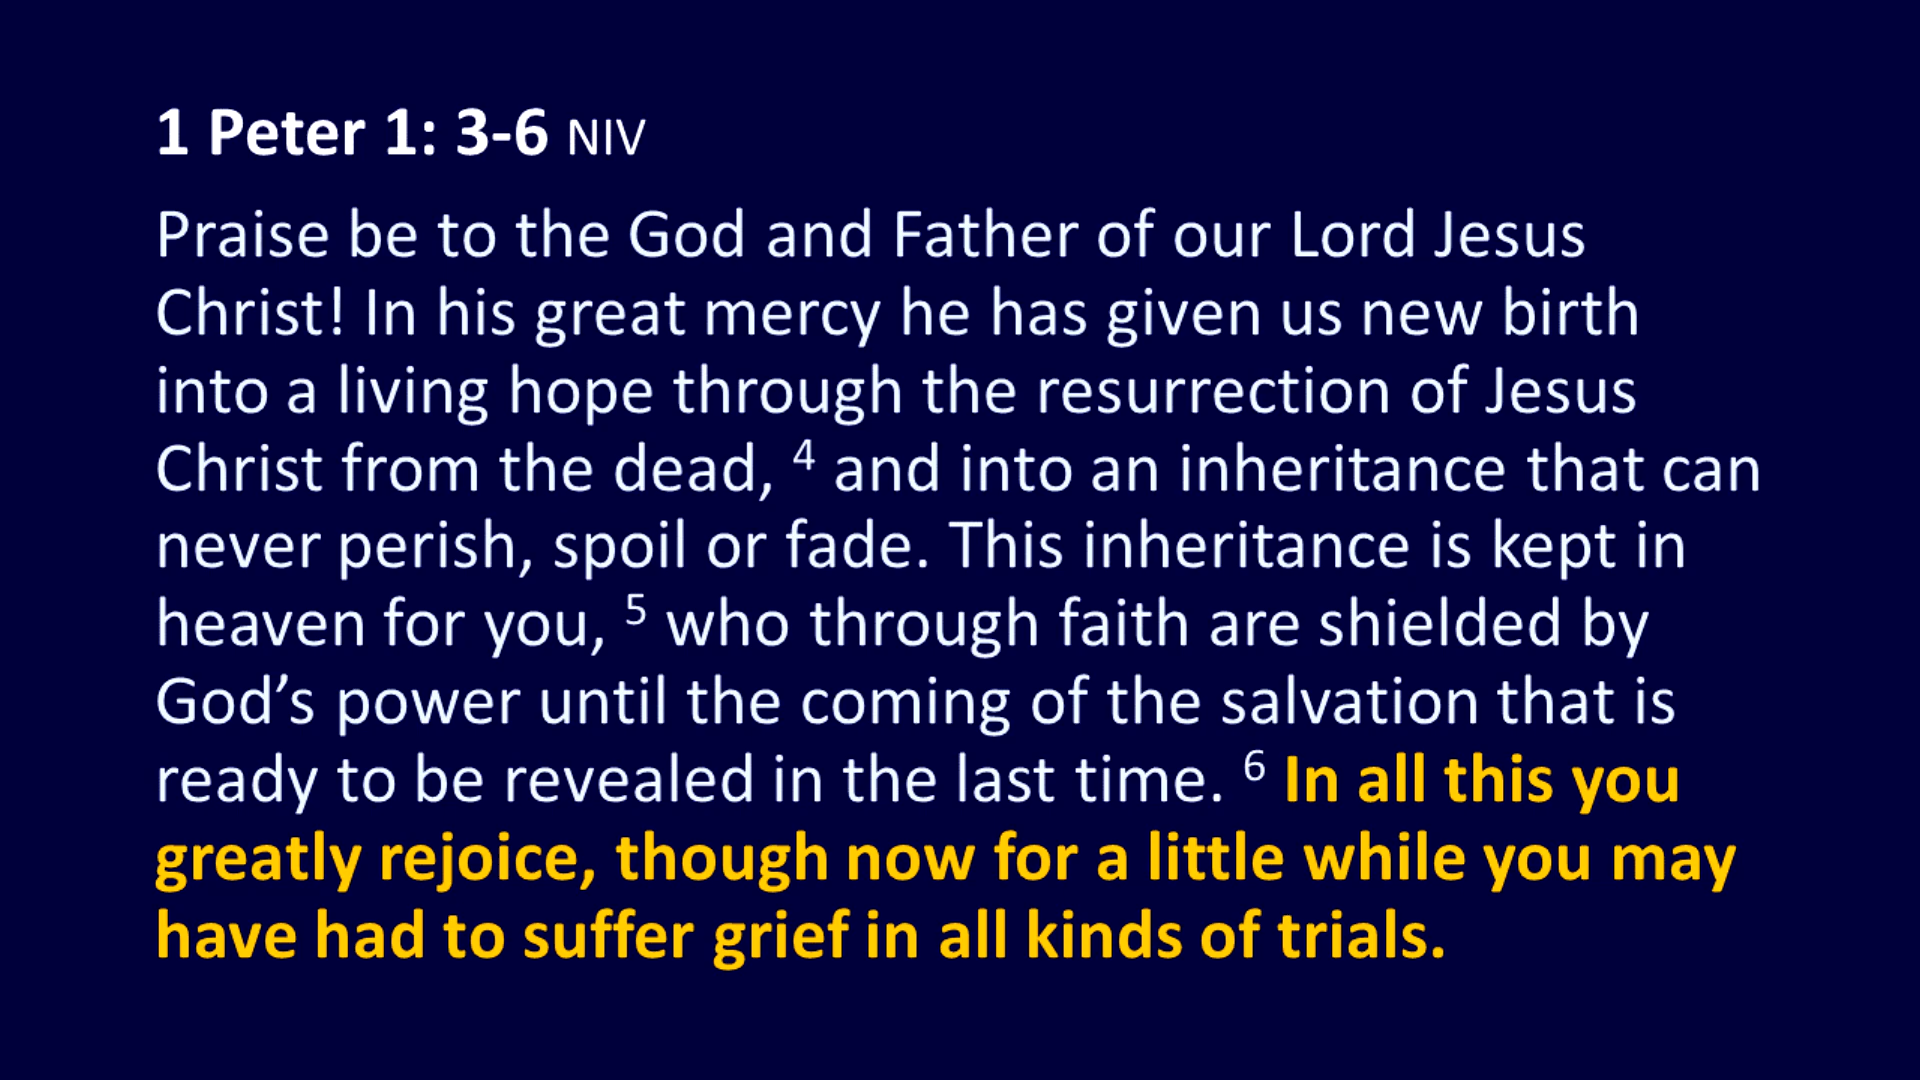 1 Peter 1: 3-6 NIV
Praise be to the God and Father of our Lord Jesus
Christ! In his great mercy he has given us new birth
into a living hope through the resurrection of Jesus
Christ from the dead, 4 and into an inheritance that can
never perish, spoil or fade. This inheritance is kept in
heaven for you, 5 who through faith are shielded by
God’s power until the coming of the salvation that is
ready to be revealed in the last time. 6 In all this you
greatly rejoice, though now for a little while you may
have had to suffer grief in all kinds of trials.